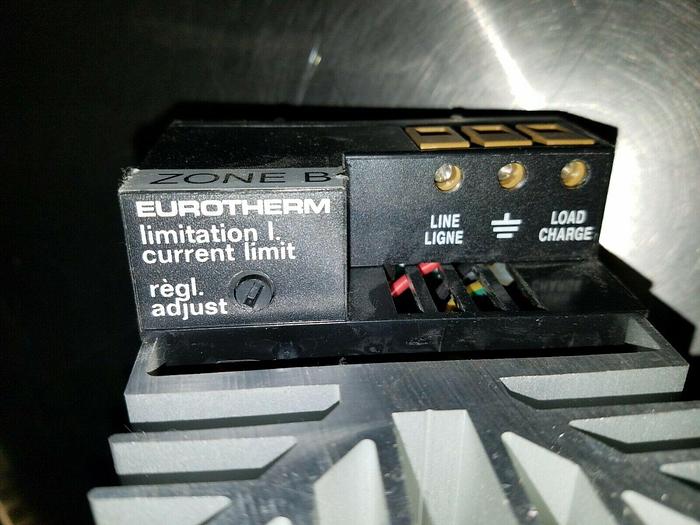 ZONE B
EUROTHERM
limitation I.
current limit
règl.
adjust
LINE
LIGNE
LOAD
CHARGE